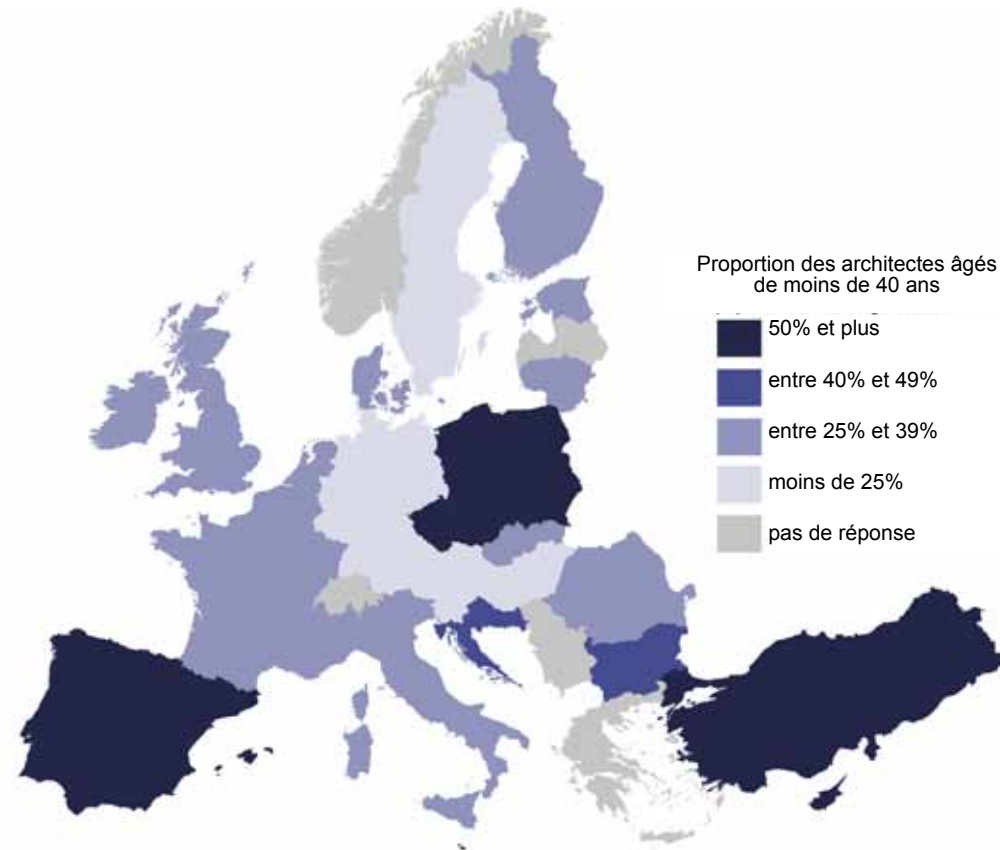 Proportion des architectes âgés
de moins de 40 ans
50% et plus
entre 40% et 49%
entre 25% et 39%
moins de 25%
pas de réponse